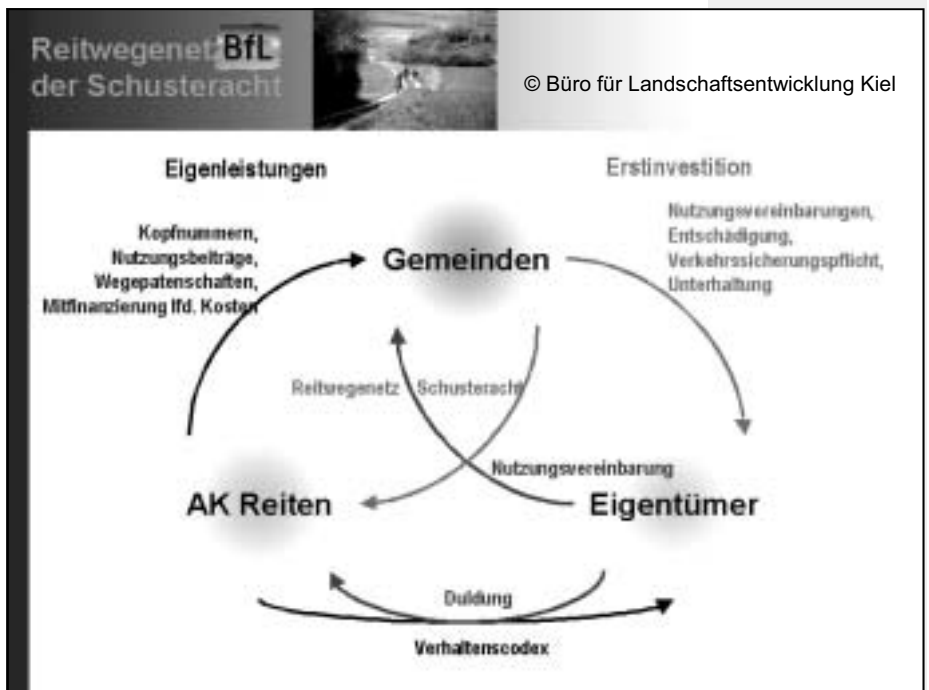 Reitwegenetz BfL
der Schusteracht
© Büro für Landschaftsentwicklung Kiel
Eigenleistungen
Erstinvestition
Kopfnummern,
Nutzungsbeiträge,
Wegepatenschaften,
Mitfinanzierung lfd. Kosten
Gemeinden
Nutzungsvereinbarungen,
Entschädigung,
Verkehrssicherungspflicht,
Unterhaltung
Reitwegenetz Schusteracht
Nutzungsvereinbarung
AK Reiten
Eigentümer
Duldung
Verhaltenscodex